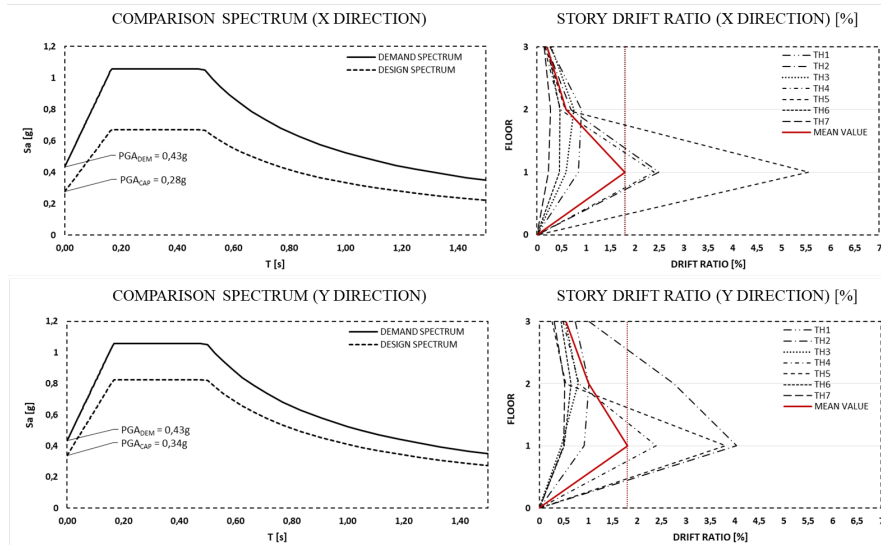 COMPARISON SPECTRUM (X DIRECTION)
1,2
1
0,8
0,6
0,4
0,2
0
Sa [g]
DEMAND SPECTRUM
DESIGN SPECTRUM
PGADEM = 0,43g
PGACAP = 0,28g
0,00 0,20 0,40 0,60 0,80 1,00 1,20 1,40
T [s]
STORY DRIFT RATIO (X DIRECTION) [%]
3
2
1
0
FLOOR
TH1
TH2
TH3
TH4
TH5
TH6
TH7
MEAN VALUE
0 0,5 1 1,5 2 2,5 3 3,5 4 4,5 5 5,5 6 6,5 7
DRIFT RATIO [%]
COMPARISON SPECTRUM (Y DIRECTION)
1,2
1
0,8
0,6
0,4
0,2
0
Sa [g]
DEMAND SPECTRUM
DESIGN SPECTRUM
PGADEM = 0,43g
PGACAP = 0,34g
0,00 0,20 0,40 0,60 0,80 1,00 1,20 1,40
T [s]
STORY DRIFT RATIO (Y DIRECTION) [%]
3
2
1
0
FLOOR
TH1
TH2
TH3
TH4
TH5
TH6
TH7
MEAN VALUE
0 0,5 1 1,5 2 2,5 3 3,5 4 4,5 5 5,5 6 6,5 7
DRIFT RATIO [%]